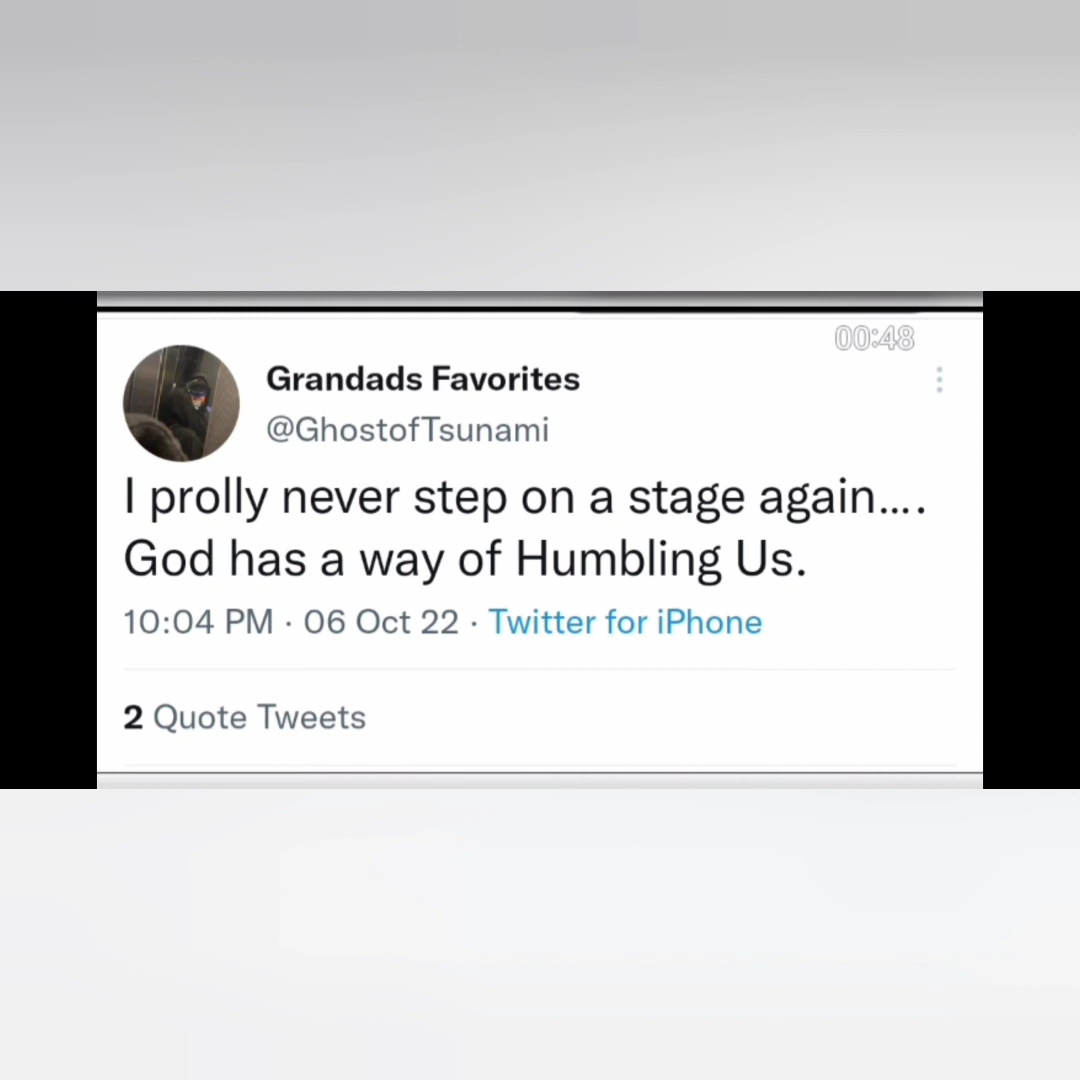 00:48
Grandads Favorites
@GhostofTsunami
I prolly never step on a stage again....
God has a way of Humbling Us.
10:04 PM · 06 Oct 22 · Twitter for iPhone
2 Quote Tweets